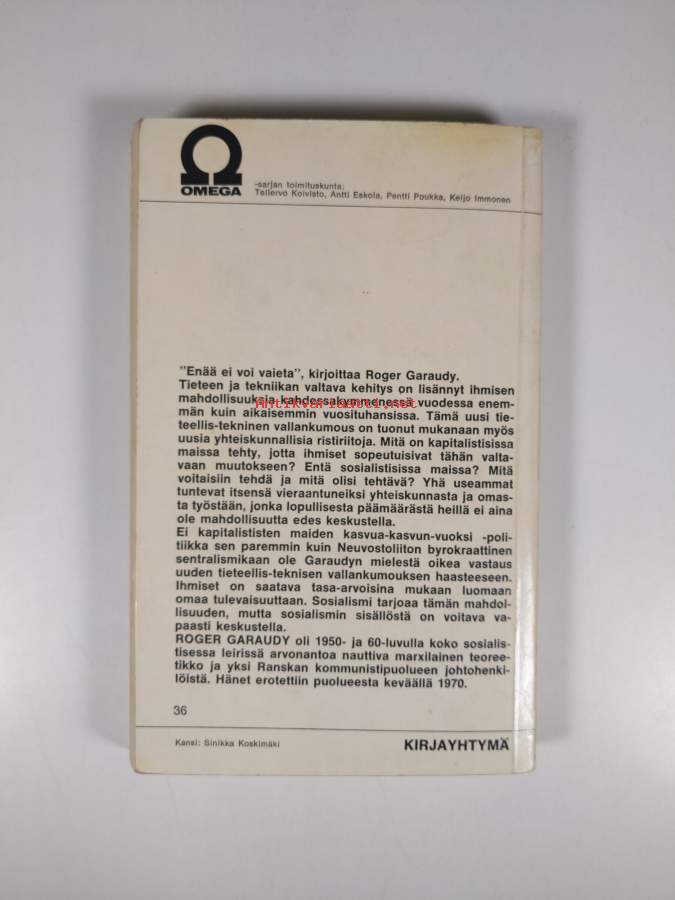 Ω
OMEGA
-sarjan toimituskunta:
Tellervo Koivisto, Antti Eskola, Pentti Poukka, Keijo Immonen
"Enää ei voi vaieta", kirjoittaa Roger Garaudy.
Tieteen ja tekniikan valtava kehitys on lisännyt ihmisen
mahdollisuuksia kahdessakymmenessä vuodessa enem-
Antikvariaatti.net
män kuin aikaisemmin vuosituhansissa. Tämä uusi tie-
teellis-tekninen vallankumous on tuonut mukanaan myös
uusia yhteiskunnallisia ristiriitoja. Mitä on kapitalistisissa
maissa tehty, jotta ihmiset sopeutuisivat tähän valta-
vaan muutokseen? Entä sosialistisissa maissa? Mitä
voitaisiin tehdä ja mitä olisi tehtävä? Yhä useammat
tuntevat itsensä vieraantuneiksi yhteiskunnasta ja omas-
ta työstään, jonka lopullisesta päämäärästä heillä ei aina
ole mahdollisuutta edes keskustella.
Ei kapitalististen maiden kasvua-kasvun-vuoksi -poli-
tiikka sen paremmin kuin Neuvostoliiton byrokraattinen
sentralismikaan ole Garaudyn mielestä oikea vastaus
uuden tieteellis-teknisen vallankumouksen haasteeseen.
Ihmiset on saatava tasa-arvoisina mukaan luomaan
omaa tulevaisuuttaan. Sosialismi tarjoaa tämän mahdol-
lisuuden, mutta sosialismin sisällöstä on voitava va-
paasti keskustella.
ROGER GARAUDY oli 1950- ja 60-luvulla koko sosialis-
tisessa leirissä arvonantoa nauttiva marxilainen teoree-
tikko ja yksi Ranskan kommunistipuolueen johtohenki-
löistä. Hänet erotettiin puolueesta keväällä 1970.
36
Kansi: Sinikka Koskimäki
KIRJAYHTYMÄ